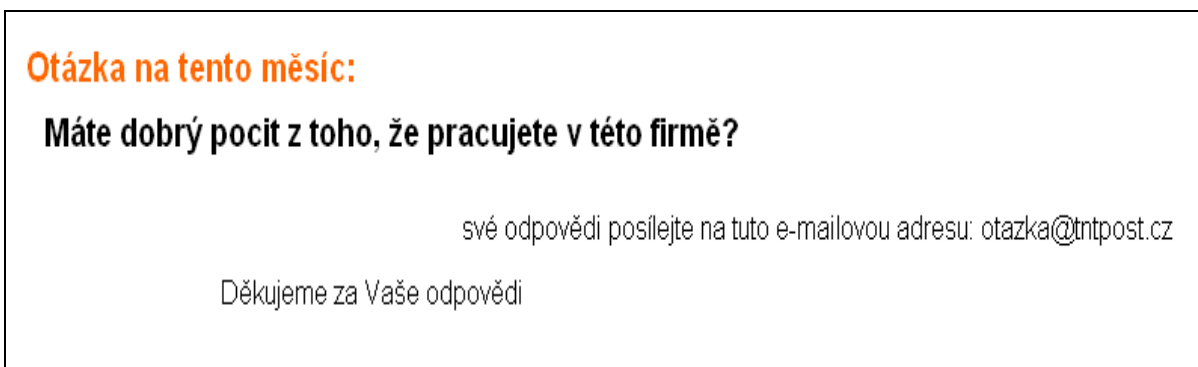 Otázka na tento měsíc:
Máte dobrý pocit z toho, že pracujete v této firmě?
své odpovědi posílejte na tuto e-mailovou adresu: otazka@tntpost.cz
Děkujeme za Vaše odpovědi